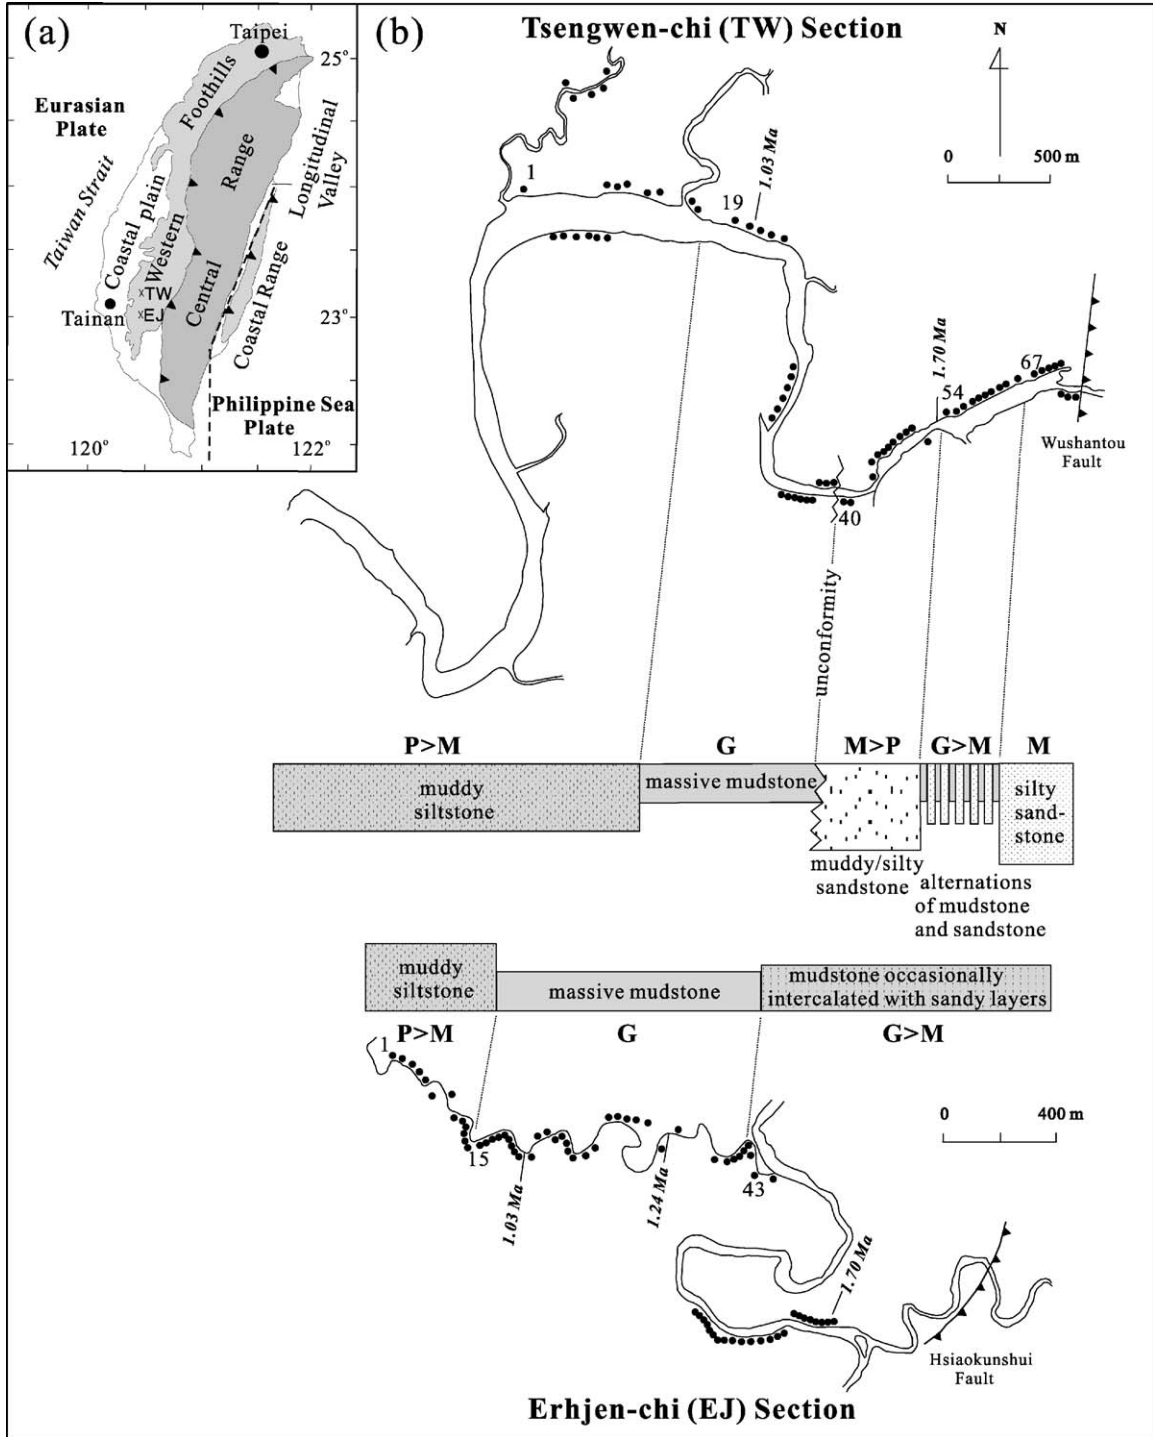 (a)
Taipei
25°
Eurasian
Plate
Foothills
Taiwan Strait
Coastal plain
Western
Range
Central
Longitudinal
Valley
Coastal Range
xTW
xEJ
Tainan
23°
Philippine Sea
Plate
120°
122°
(b)
Tsengwen-chi (TW) Section
N
0
500 m
1
19
1.03 Ma
1.70 Ma
54
67
Wushantou
Fault
40
unconformity
P>M
G
M>P
G>M
M
muddy
siltstone
massive mudstone
muddy/silty
sandstone
alternations
of mudstone
and sandstone
silty
sand-
stone
muddy
siltstone
massive mudstone
mudstone occasionally
intercalated with sandy layers
P>M
G
G>M
1
15
1.03 Ma
1.24 Ma
43
1.70 Ma
0
400 m
Hsiaokunshui
Fault
Erhjen-chi (EJ) Section